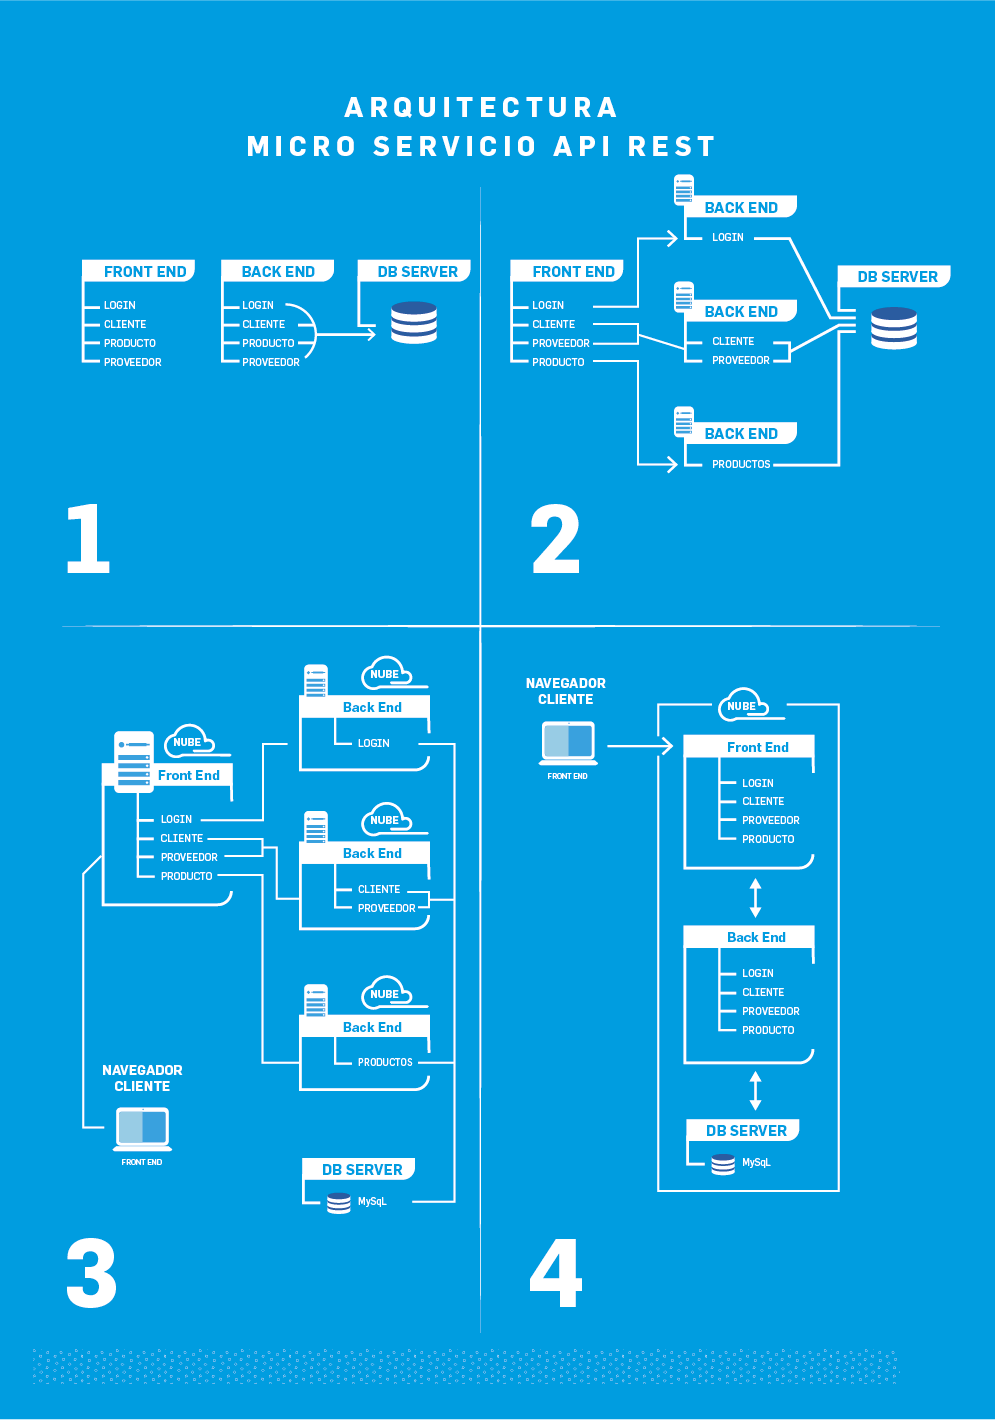 ARQUITECTURA
MICRO SERVICIO API REST
FRONT END
LOGIN
CLIENTE
PRODUCTO
PROVEEDOR
BACK END
LOGIN
CLIENTE
PRODUCTO
PROVEEDOR
DB SERVER
1
FRONT END
LOGIN
CLIENTE
PROVEEDOR
PRODUCTO
BACK END
LOGIN
BACK END
CLIENTE
PROVEEDOR
BACK END
PRODUCTOS
DB SERVER
2
NUBE
Front End
LOGIN
CLIENTE
PROVEEDOR
PRODUCTO
NUBE
Back End
LOGIN
NUBE
Back End
CLIENTE
PROVEEDOR
NUBE
Back End
PRODUCTOS
NAVEGADOR
CLIENTE
FRONT END
DB SERVER
MySqL
3
NAVEGADOR
CLIENTE
FRONT END
NUBE
Front End
LOGIN
CLIENTE
PROVEEDOR
PRODUCTO
Back End
LOGIN
CLIENTE
PROVEEDOR
PRODUCTO
DB SERVER
MySqL
4